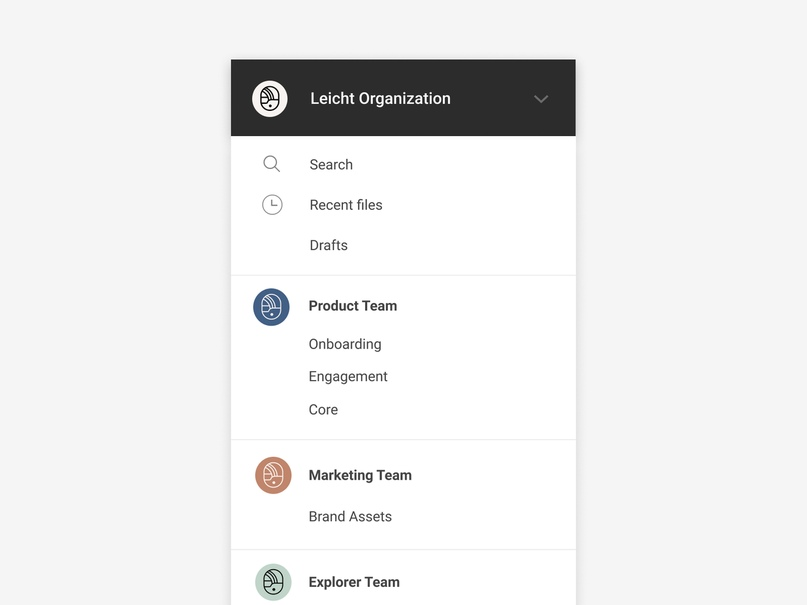 Leicht Organization
Search
Recent files
Drafts
Product Team
Onboarding
Engagement
Core
Marketing Team
Brand Assets
Explorer Team